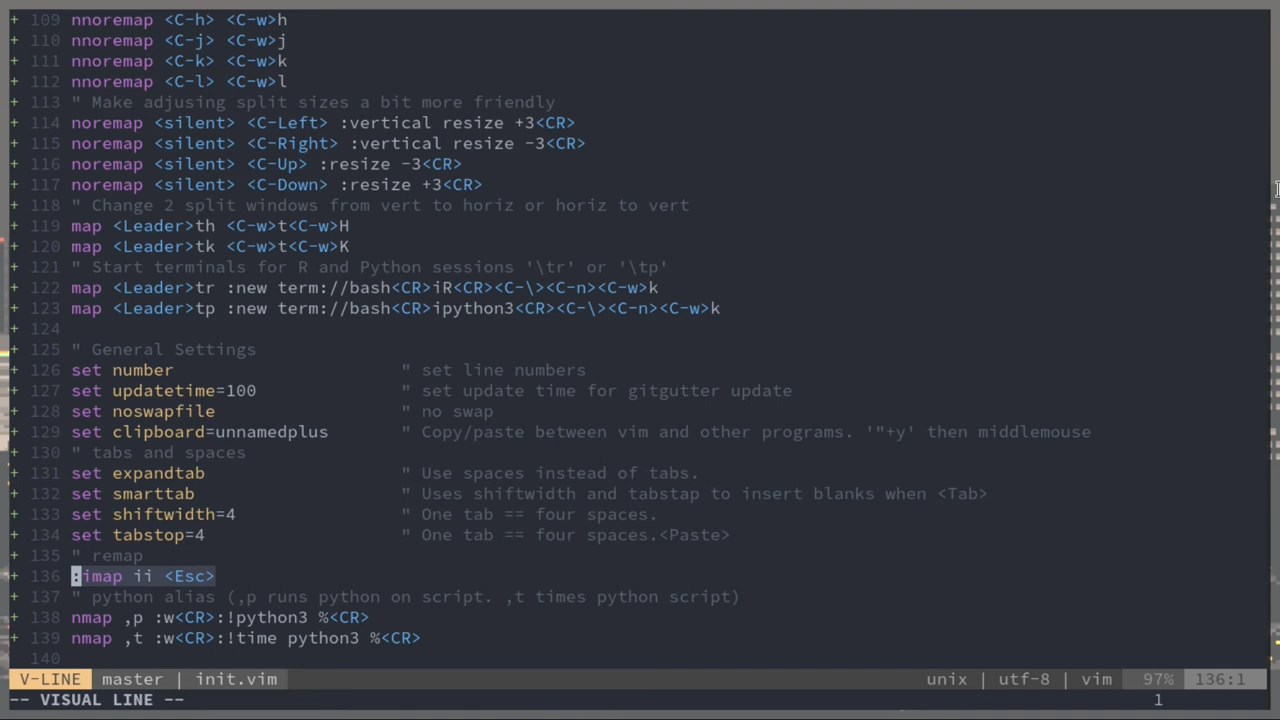 + 109 nnoremap <C-h> <C-w>h
+ 110 nnoremap <C-j> <C-w>j
+ 111 nnoremap <C-k> <C-w>k
+ 112 nnoremap <C-l> <C-w>l
+ 113 " Make adjusing split sizes a bit more friendly
+ 114 noremap <silent> <C-Left> :vertical resize +3<CR>
+ 115 noremap <silent> <C-Right> :vertical resize -3<CR>
+ 116 noremap <silent> <C-Up> :resize -3<CR>
+ 117 noremap <silent> <C-Down> :resize +3<CR>
+ 118 " Change 2 split windows from vert to horiz or horiz to vert
+ 119 map <Leader>th <C-w>t<C-w>H
+ 120 map <Leader>tk <C-w>t<C-w>K
+ 121 " Start terminals for R and Python sessions '\tr' or '\tp'
+ 122 map <Leader>tr :new term://bash<CR>iR<CR><C-\><C-n><C-w>k
+ 123 map <Leader>tp :new term://bash<CR>ipython3<CR><C-\><C-n><C-w>k
+ 124
+ 125 " General Settings
+ 126 set number " set line numbers
+ 127 set updatetime=100 " set update time for gitgutter update
+ 128 set noswapfile " no swap
+ 129 set clipboard=unnamedplus " Copy/paste between vim and other programs. '"+y' then middlemouse
+ 130 " tabs and spaces
+ 131 set expandtab " Use spaces instead of tabs.
+ 132 set smarttab " Uses shiftwidth and tabstap to insert blanks when <Tab>
+ 133 set shiftwidth=4 " One tab == four spaces.
+ 134 set tabstop=4 " One tab == four spaces.<Paste>
+ 135 " remap
+ 136 :imap ii <Esc>
+ 137 " python alias (,p runs python on script. ,t times python script)
+ 138 nmap ,p :w<CR>:!python3 %<CR>
+ 139 nmap ,t :w<CR>:!time python3 %<CR>
140
V-LINE master | init.vim unix | utf-8 | vim 97% 136:1
-- VISUAL LINE -- 1